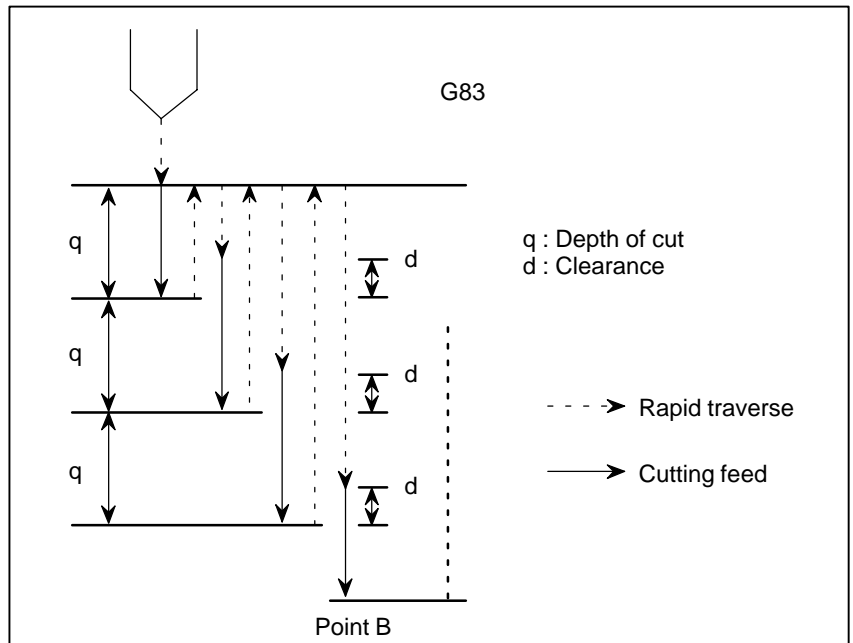 G83
q
q
q
d
d
d
q : Depth of cut
d : Clearance
Rapid traverse
Cutting feed
Point B